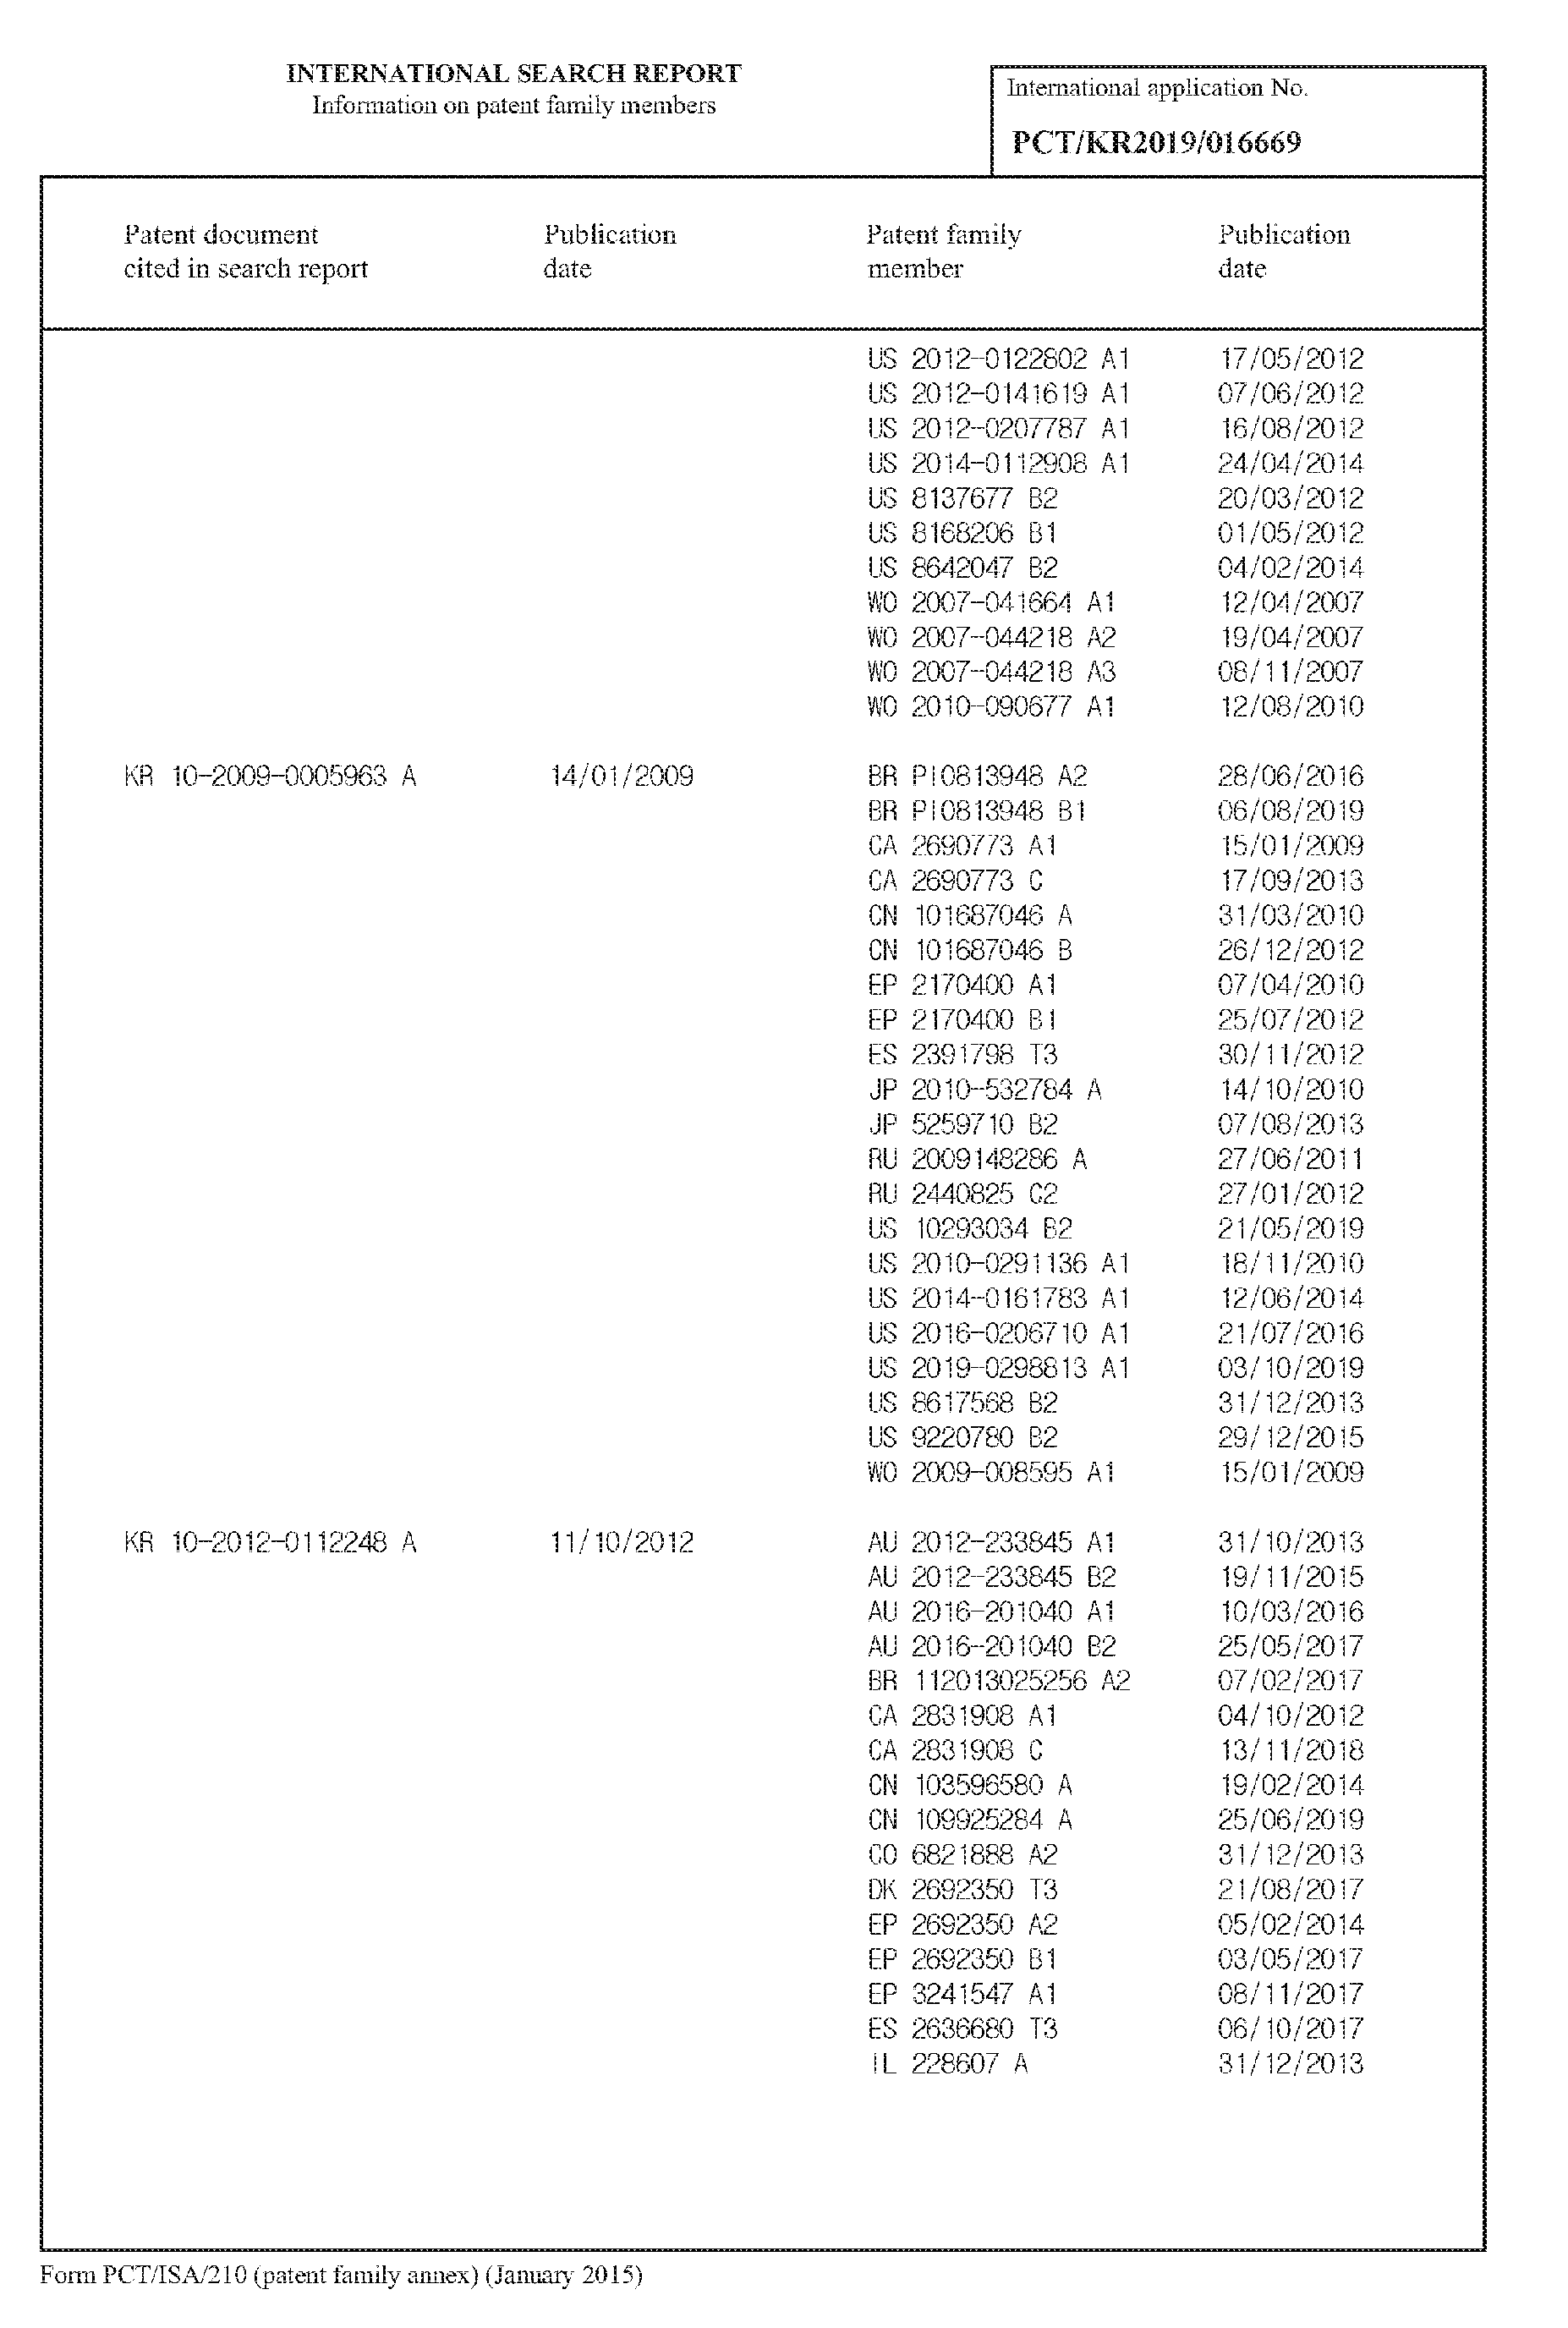 INTERNATIONAL SEARCH REPORT
Information on patent family members
International application No.
PCT/KR2019/016669
Patent document cited in search report
Publication date
Patent family member
Publication date
US 2012-0122802 A1 17/05/2012
US 2012-0141619 A1 07/06/2012
US 2012-0207787 A1 16/08/2012
US 2014-0112908 A1 24/04/2014
US 8137677 B2 20/03/2012
US 8168206 B1 01/05/2012
US 8642047 B2 04/02/2014
WO 2007-041664 A1 12/04/2007
WO 2007-044218 A2 19/04/2007
WO 2007-044218 A3 08/11/2007
WO 2010-090677 A1 12/08/2010
KR 10-2009-0005963 A 14/01/2009 BR PI0813948 A2 28/06/2016
BR PI0813948 B1 06/08/2019
CA 2690773 A1 15/01/2009
CA 2690773 C 17/09/2013
CN 101687046 A 31/03/2010
CN 101687046 B 26/12/2012
EP 2170400 A1 07/04/2010
EP 2170400 B1 25/07/2012
ES 2391798 T3 30/11/2012
JP 2010-532784 A 14/10/2010
JP 5259710 B2 07/08/2013
RU 2009148286 A 27/06/2011
RU 2440825 C2 27/01/2012
US 10293034 B2 21/05/2019
US 2010-0291136 A1 18/11/2010
US 2014-0161783 A1 12/06/2014
US 2016-0206710 A1 21/07/2016
US 2019-0298813 A1 03/10/2019
US 8617568 B2 31/12/2013
US 9220780 B2 29/12/2015
WO 2009-008595 A1 15/01/2009
KR 10-2012-0112248 A 11/10/2012 AU 2012-233845 A1 31/10/2013
AU 2012-233845 B2 19/11/2015
AU 2016-201040 A1 10/03/2016
AU 2016-201040 B2 25/05/2017
BR 112013025256 A2 07/02/2017
CA 2831908 A1 04/10/2012
CA 2831908 C 13/11/2018
CN 103596580 A 19/02/2014
CN 109925284 A 25/06/2019
CO 6821888 A2 31/12/2013
DK 2692350 T3 21/08/2017
EP 2692350 A2 05/02/2014
EP 2692350 B1 03/05/2017
EP 3241547 A1 08/11/2017
ES 2636680 T3 06/10/2017
IL 228607 A 31/12/2013
Form PCT/ISA/210 (patent family annex) (January 2015)